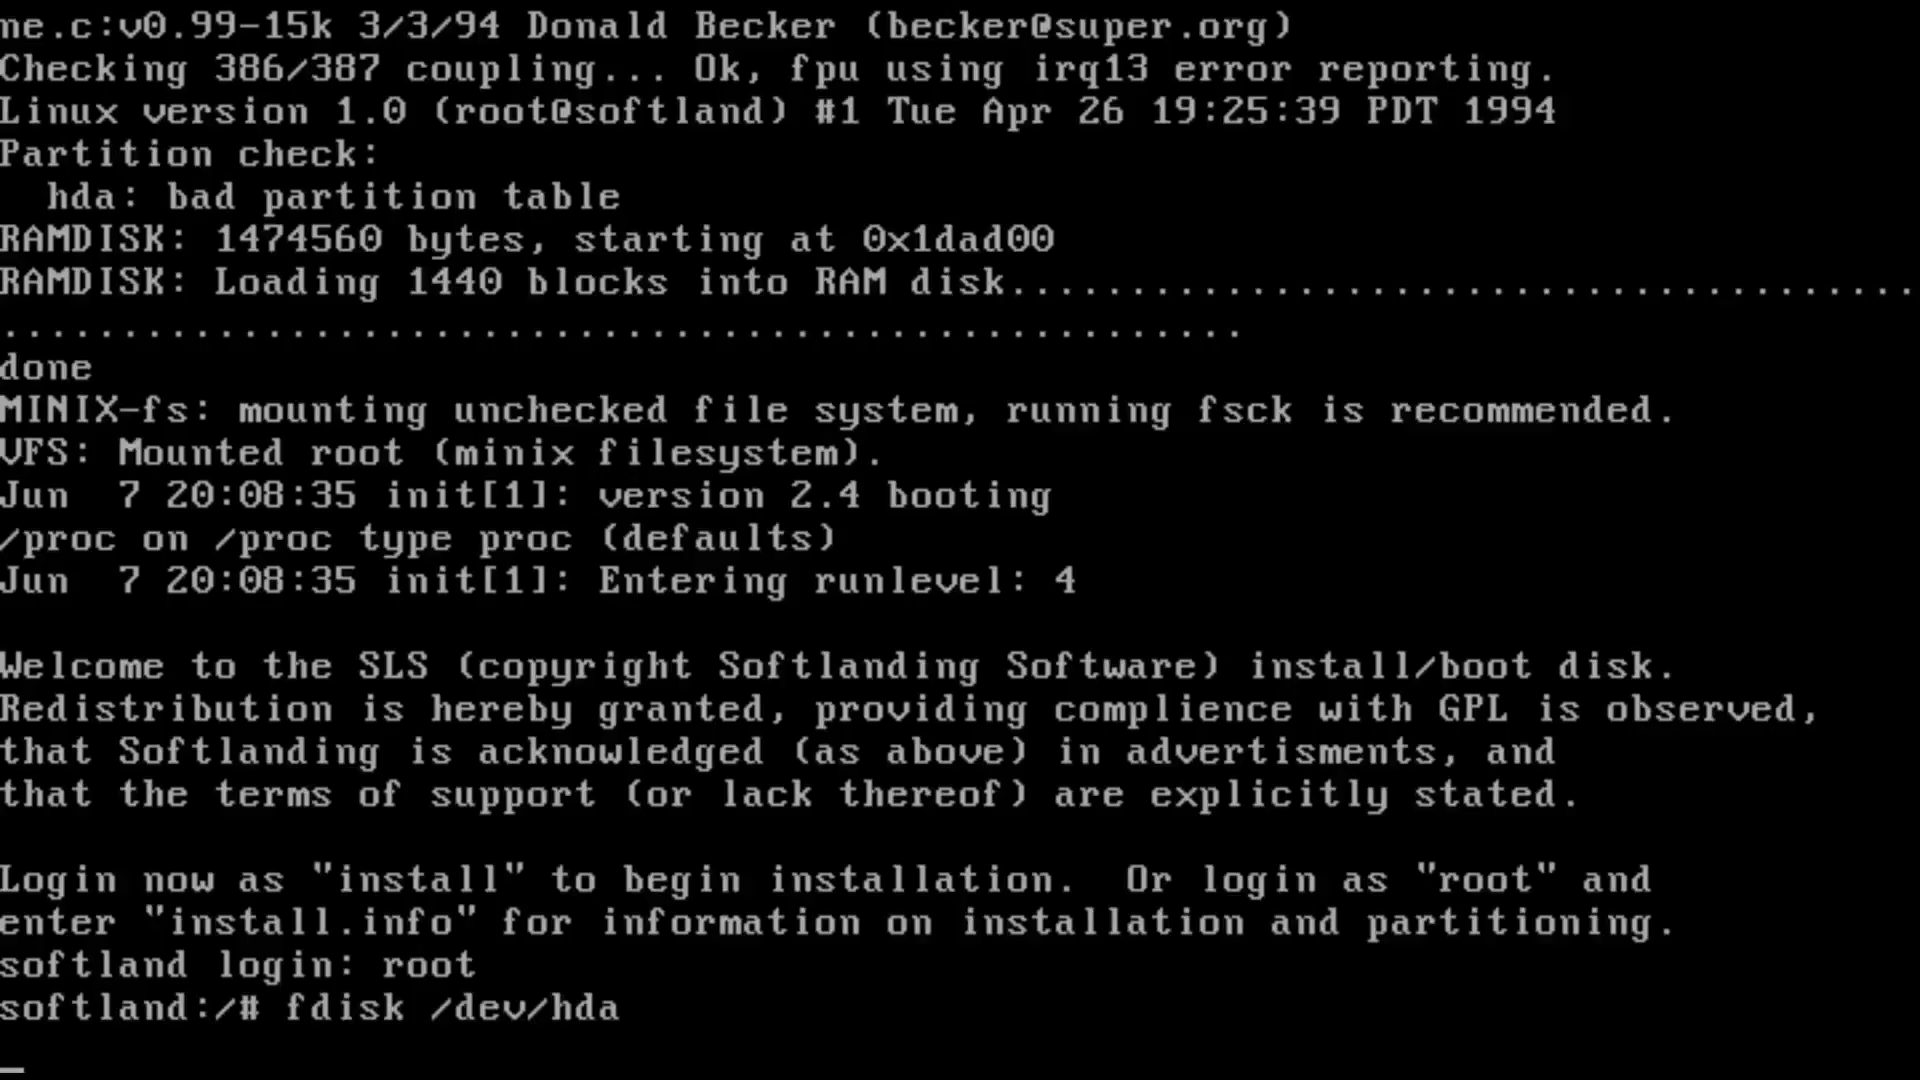 ne.c:v0.99-15k 3/3/94 Donald Becker (becker@super.org)
Checking 386/387 coupling... Ok, fpu using irq13 error reporting.
Linux version 1.0 (root@softland) #1 Tue Apr 26 19:25:39 PDT 1994
Partition check:
  hda: bad partition table
RAMDISK: 1474560 bytes, starting at 0x1dad00
RAMDISK: Loading 1440 blocks into RAM disk......................................
....................................................
done
MINIX-fs: mounting unchecked file system, running fsck is recommended.
VFS: Mounted root (minix filesystem).
Jun  7 20:08:35 init[1]: version 2.4 booting
/proc on /proc type proc (defaults)
Jun  7 20:08:35 init[1]: Entering runlevel: 4
Welcome to the SLS (copyright Softlanding Software) install/boot disk.
Redistribution is hereby granted, providing complience with GPL is observed,
that Softlanding is acknowledged (as above) in advertisments, and
that the terms of support (or lack thereof) are explicitly stated.
Login now as "install" to begin installation.  Or login as "root" and
enter "install.info" for information on installation and partitioning.
softland login: root
softland:/# fdisk /dev/hda